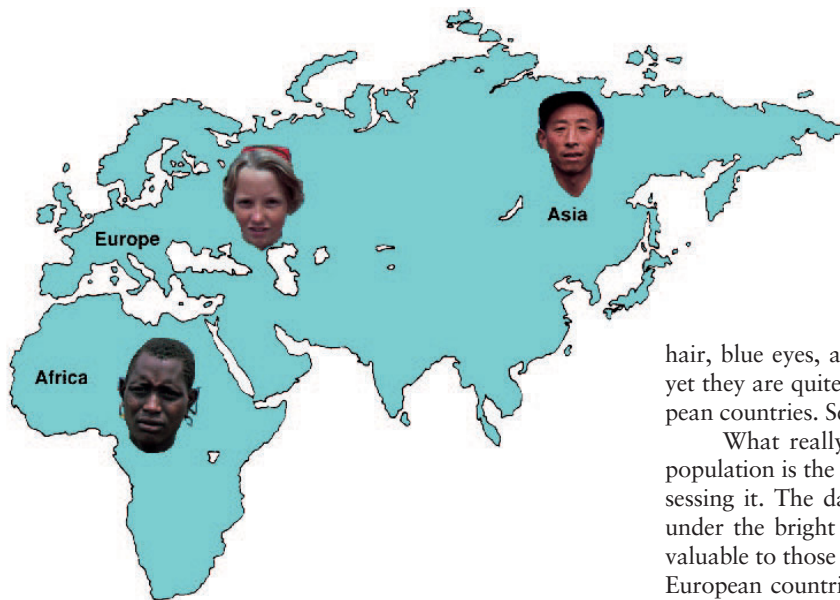 Asia
Europe
Africa
hair, blue eyes, a
yet they are quite
pean countries. So
What really
population is the
sessing it. The da
under the bright
valuable to those
European countri